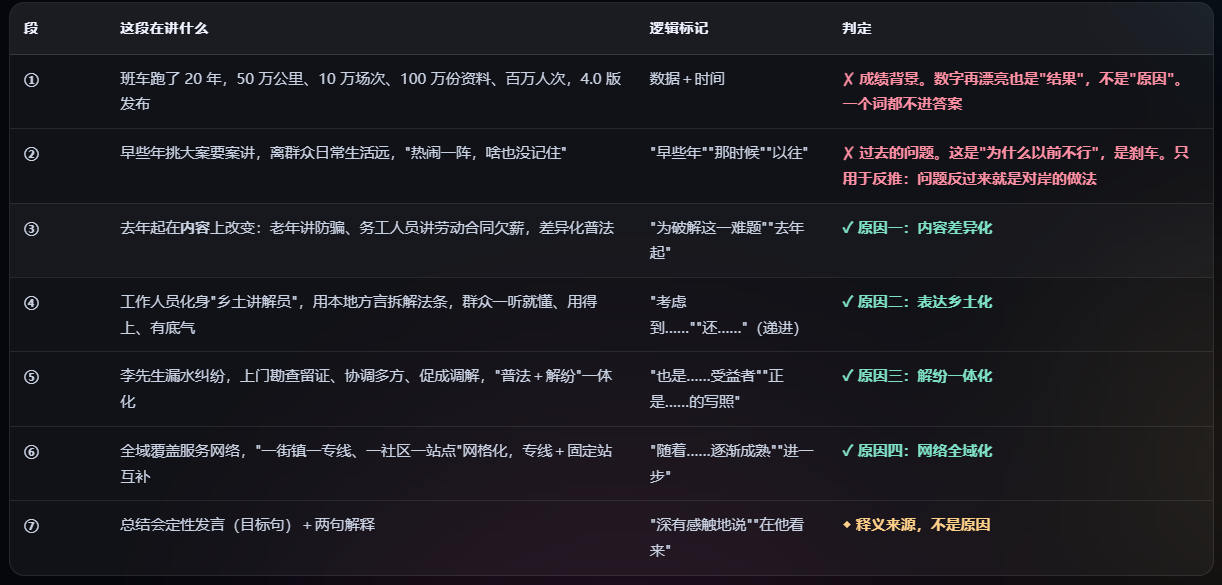 段 这段在讲什么 逻辑标记 判定
① 班车跑了 20 年，50 万公里、10 万场次、100 万份资料、百万人次，4.0 版 数据 + 时间 ✗ 成绩背景。数字再漂亮也是"结果"，不是"原因"。
发布 一个词都不进答案
② 早些年挑大案要案讲，离群众日常生活远，"热闹一阵，啥也没记住" "早些年""那时候""以往" ✗ 过去的问题。这是"为什么以前不行"，是刹车。只
用于反推：问题反过来就是对岸的做法
③ 去年起在内容上改变：老年讲防骗、务工人员讲劳动合同欠薪，差异化普法 "为破解这一难题""去年 ✓ 原因一：内容差异化
起"
④ 工作人员化身"乡土讲解员"，用本地方言拆解法条，群众一听就懂、用得 "考虑 ✓ 原因二：表达乡土化
上、有底气 到……""还……"（递进）
⑤ 李先生漏水纠纷，上门勘查留证、协调多方、促成调解，"普法 + 解纷"一体 "也是……受益者""正 ✓ 原因三：解纷一体化
化 是……的写照"
⑥ 全域覆盖服务网络，"一街镇一专线、一社区一站点"网格化，专线 + 固定站 "随着……逐渐成熟""进一 ✓ 原因四：网络全域化
互补 步"
⑦ 总结会定性发言（目标句）+ 两句解释 "深有感触地说""在他看 ◆ 释义来源，不是原因
来"